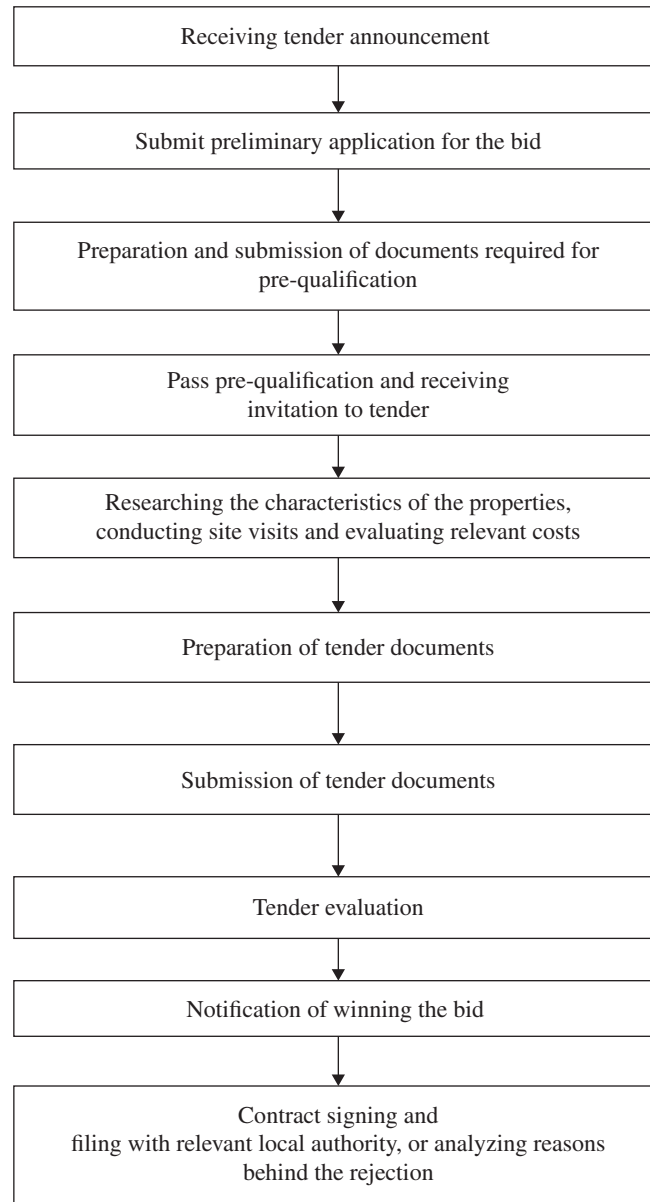 Receiving tender announcement
Submit preliminary application for the bid
Preparation and submission of documents required for
pre-qualification
Pass pre-qualification and receiving
invitation to tender
Researching the characteristics of the properties,
conducting site visits and evaluating relevant costs
Preparation of tender documents
Submission of tender documents
Tender evaluation
Notification of winning the bid
Contract signing and
filing with relevant local authority, or analyzing reasons
behind the rejection